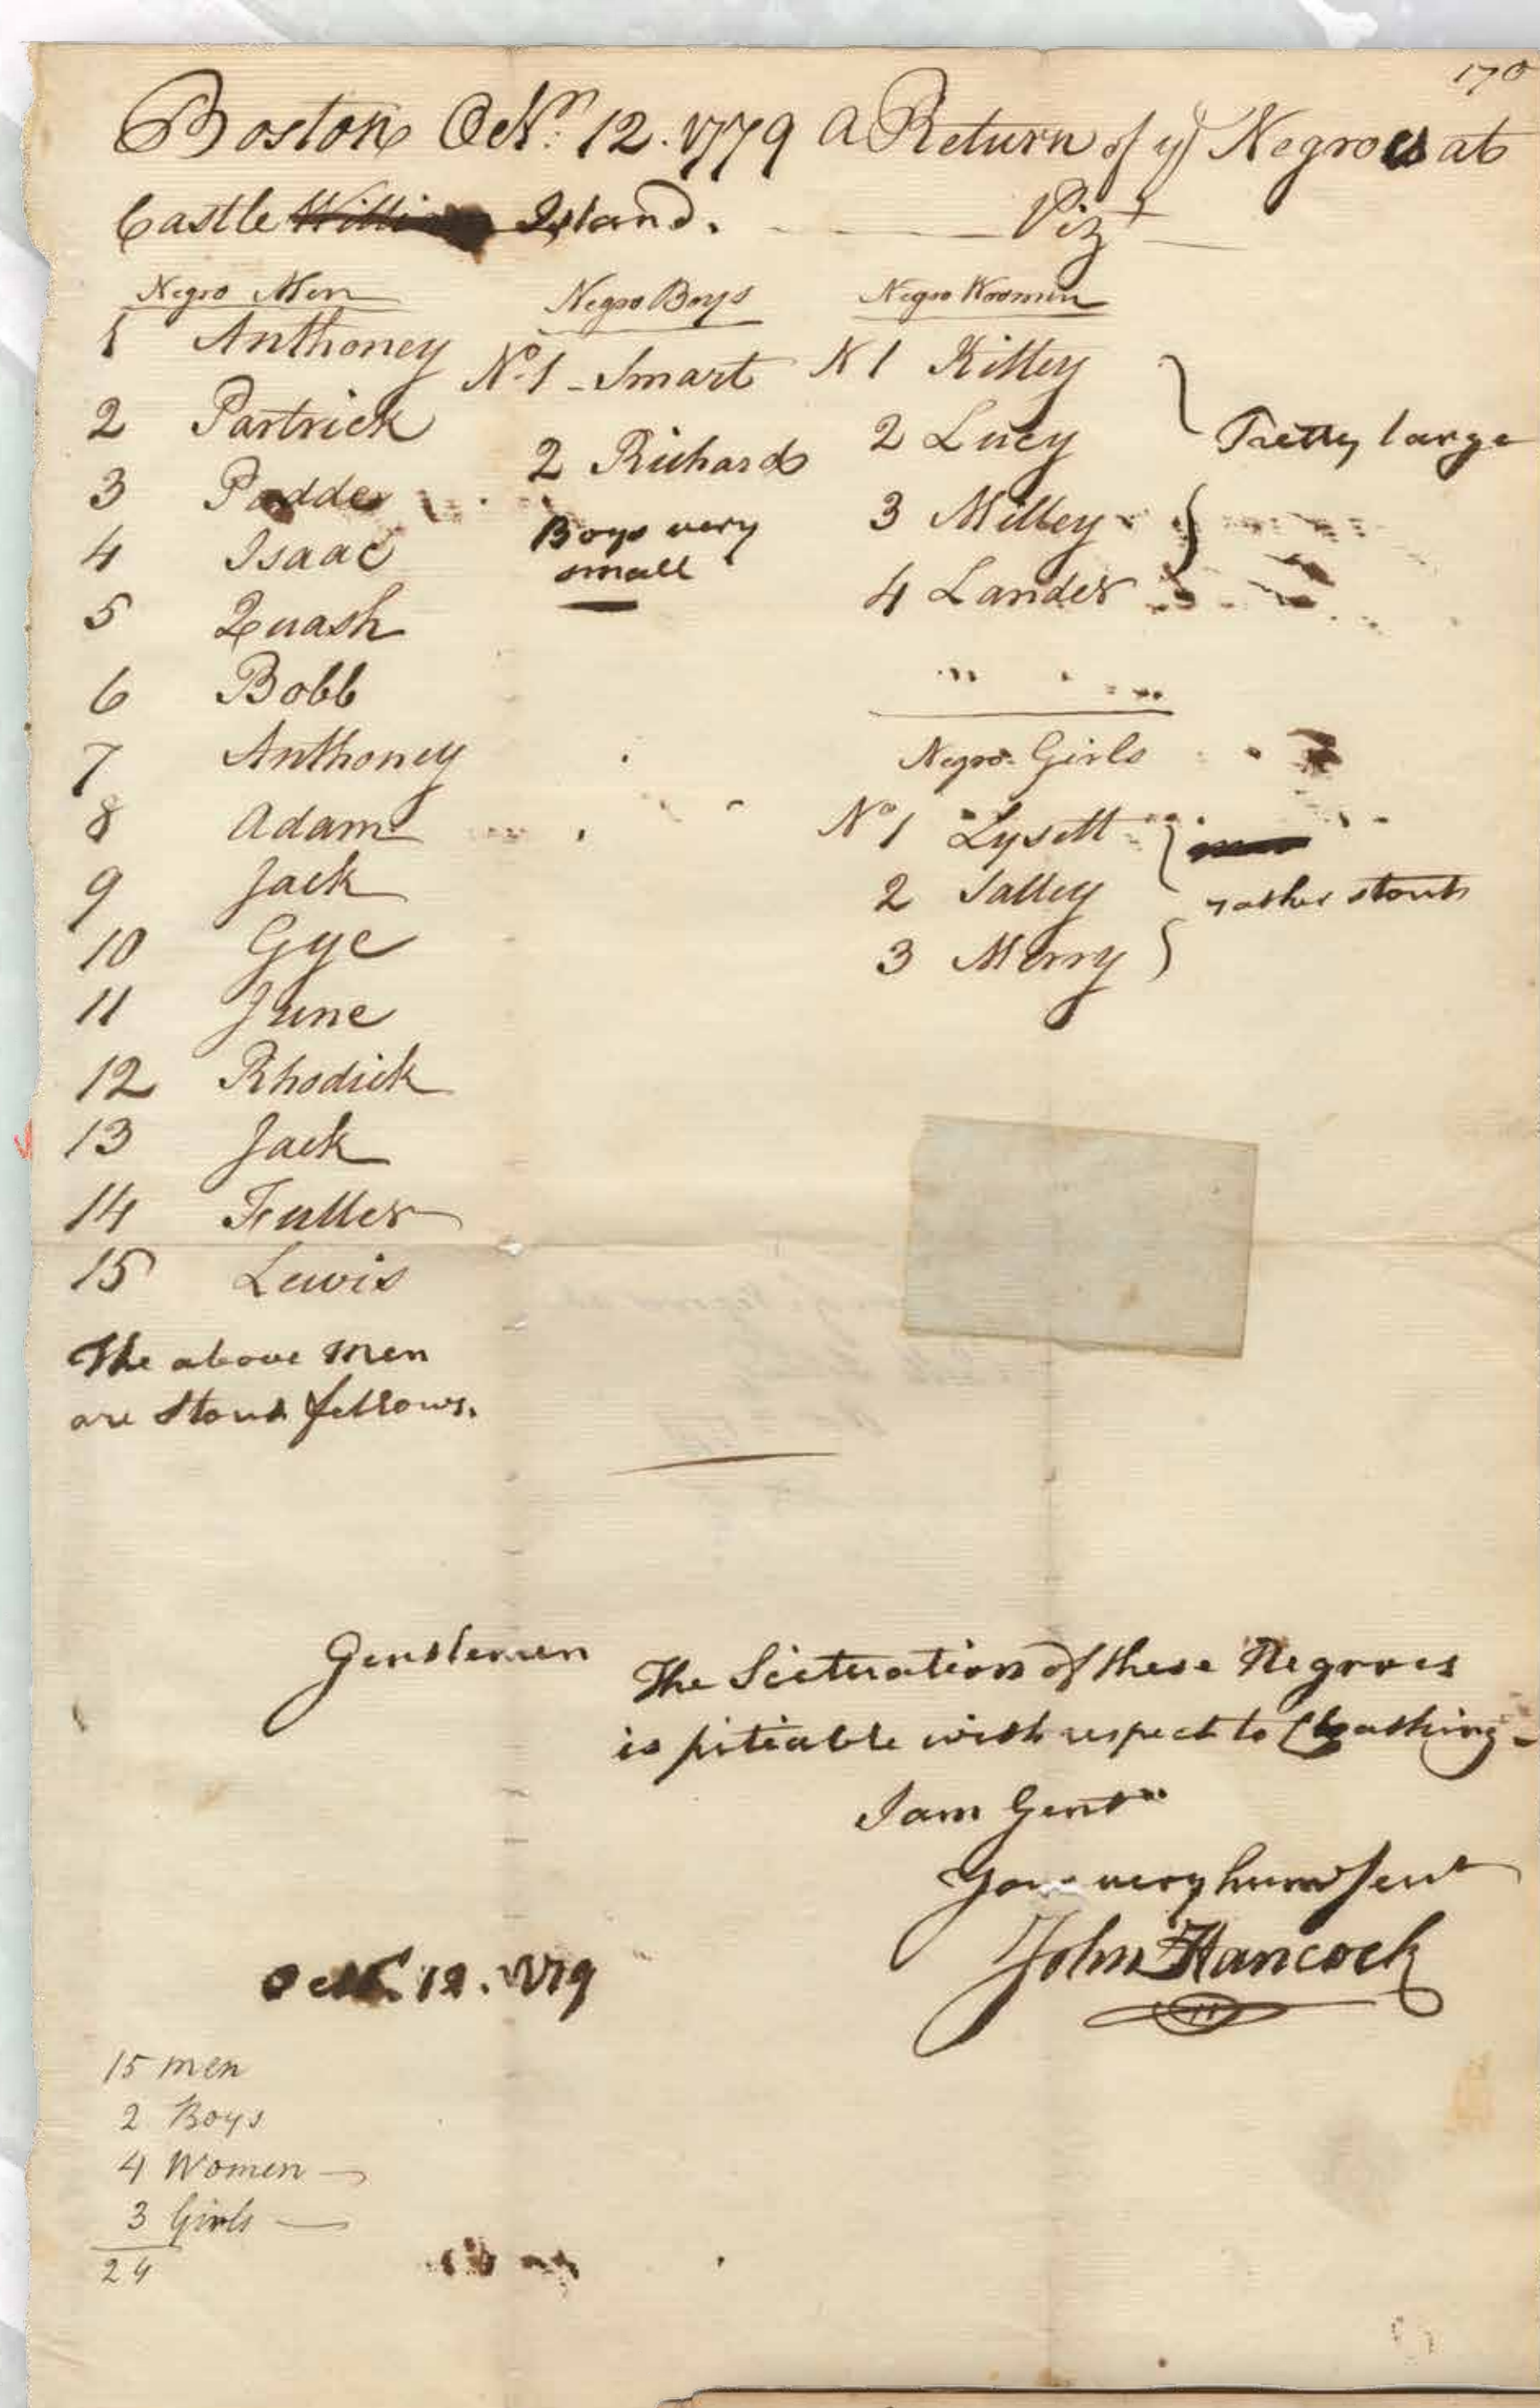 170
Boston Octr. 12. 1779 A Return of ye Negroes at
Castle Island. Vizt
Negro Men
1 Anthoney
2 Partrick
3 Padde
4 Isaac
5 Quash
6 Bobb
7 Anthoney
8 Adam
9 Jack
10 Gye
11 June
12 Rhodick
13 Jack
14 Fuller
15 Lewis
The above Men
are Stout fellows.
Negro Boys
No. 1 - Smart
2 Richard
Boys very
small
Negro Woomin
N 1 Kittey
2 Lucy
Pretty large
3 Milley
4 Lander
Negro Girls
No 1 Lysett
2 Salley
rather stout
3 Merry
Gentlemen
The Scituation of these Negroes
is pitiable with respect to Cloathing -
I am Gentn
Your very hum Servt
John Hancock
Octr. 12. 1779
15 men
2 Boys
4 Women
3 Girls
24